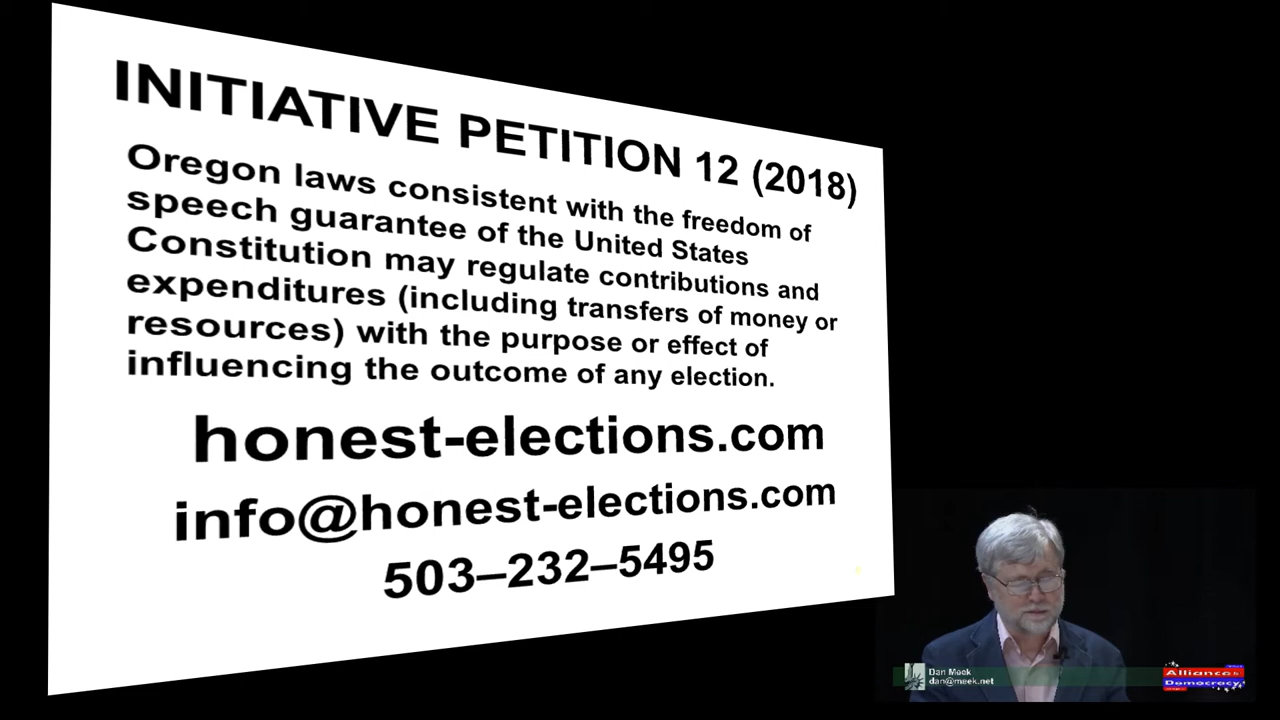 INITIATIVE PETITION 12 (2018)
Oregon laws consistent with the freedom of
speech guarantee of the United States
Constitution may regulate contributions and
expenditures (including transfers of money or
resources) with the purpose or effect of
influencing the outcome of any election.
honest-elections.com
info@honest-elections.com
503–232–5495
Dan Meek
dan@meek.net
Alliance
Democracy